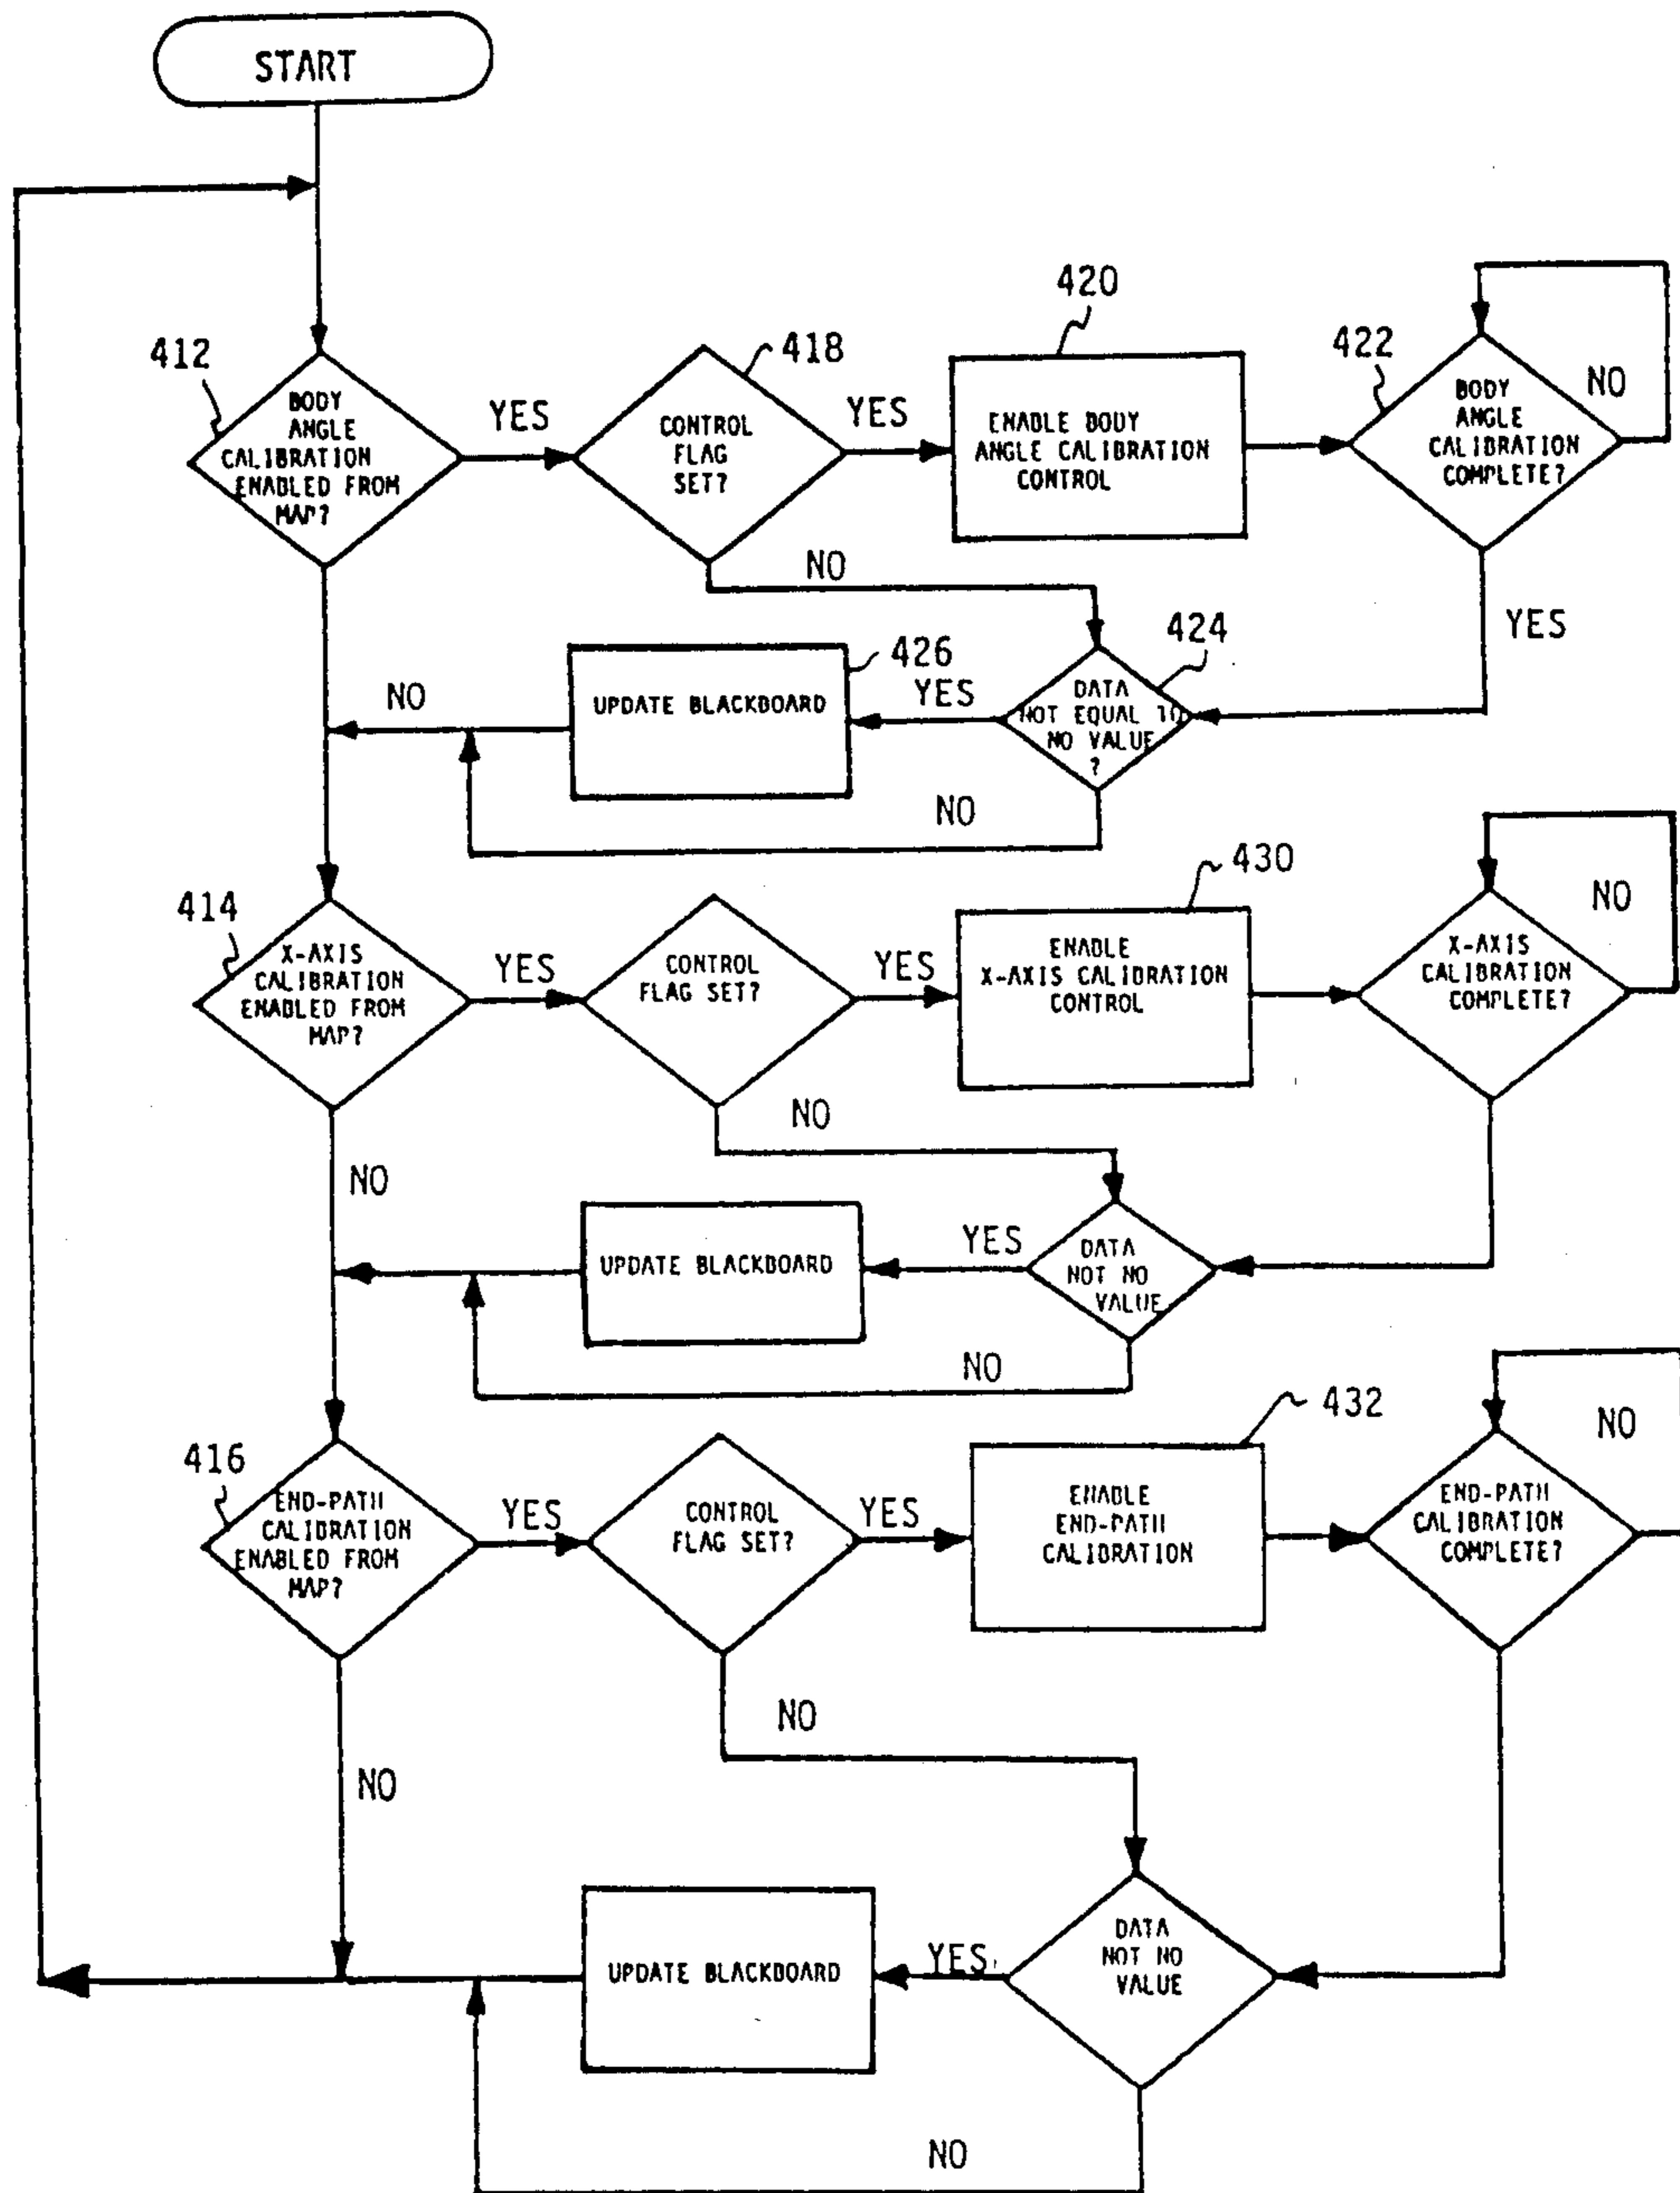 START
420
412
418
422
BODY
ANGLE
CALIBRATION
ENABLED FROM
MAP?
YES
CONTROL
FLAG
SET?
YES
ENABLE BODY
ANGLE CALIBRATION
CONTROL
BODY
ANGLE
CALIBRATION
COMPLETE?
NO
NO
YES
424
426
NO
UPDATE BLACKBOARD
YES
DATA
NOT EQUAL TO
NO VALUE
?
NO
430
414
X-AXIS
CALIBRATION
ENABLED FROM
MAP?
YES
CONTROL
FLAG SET?
YES
ENABLE
X-AXIS CALIBRATION
CONTROL
X-AXIS
CALIBRATION
COMPLETE?
NO
NO
NO
UPDATE BLACKBOARD
YES
DATA
NOT NO
VALUE
NO
432
416
END-PATH
CALIBRATION
ENABLED FROM
MAP?
YES
CONTROL
FLAG SET?
YES
ENABLE
END-PATH
CALIBRATION
END-PATH
CALIBRATION
COMPLETE?
NO
NO
NO
UPDATE BLACKBOARD
YES
DATA
NOT NO
VALUE
NO